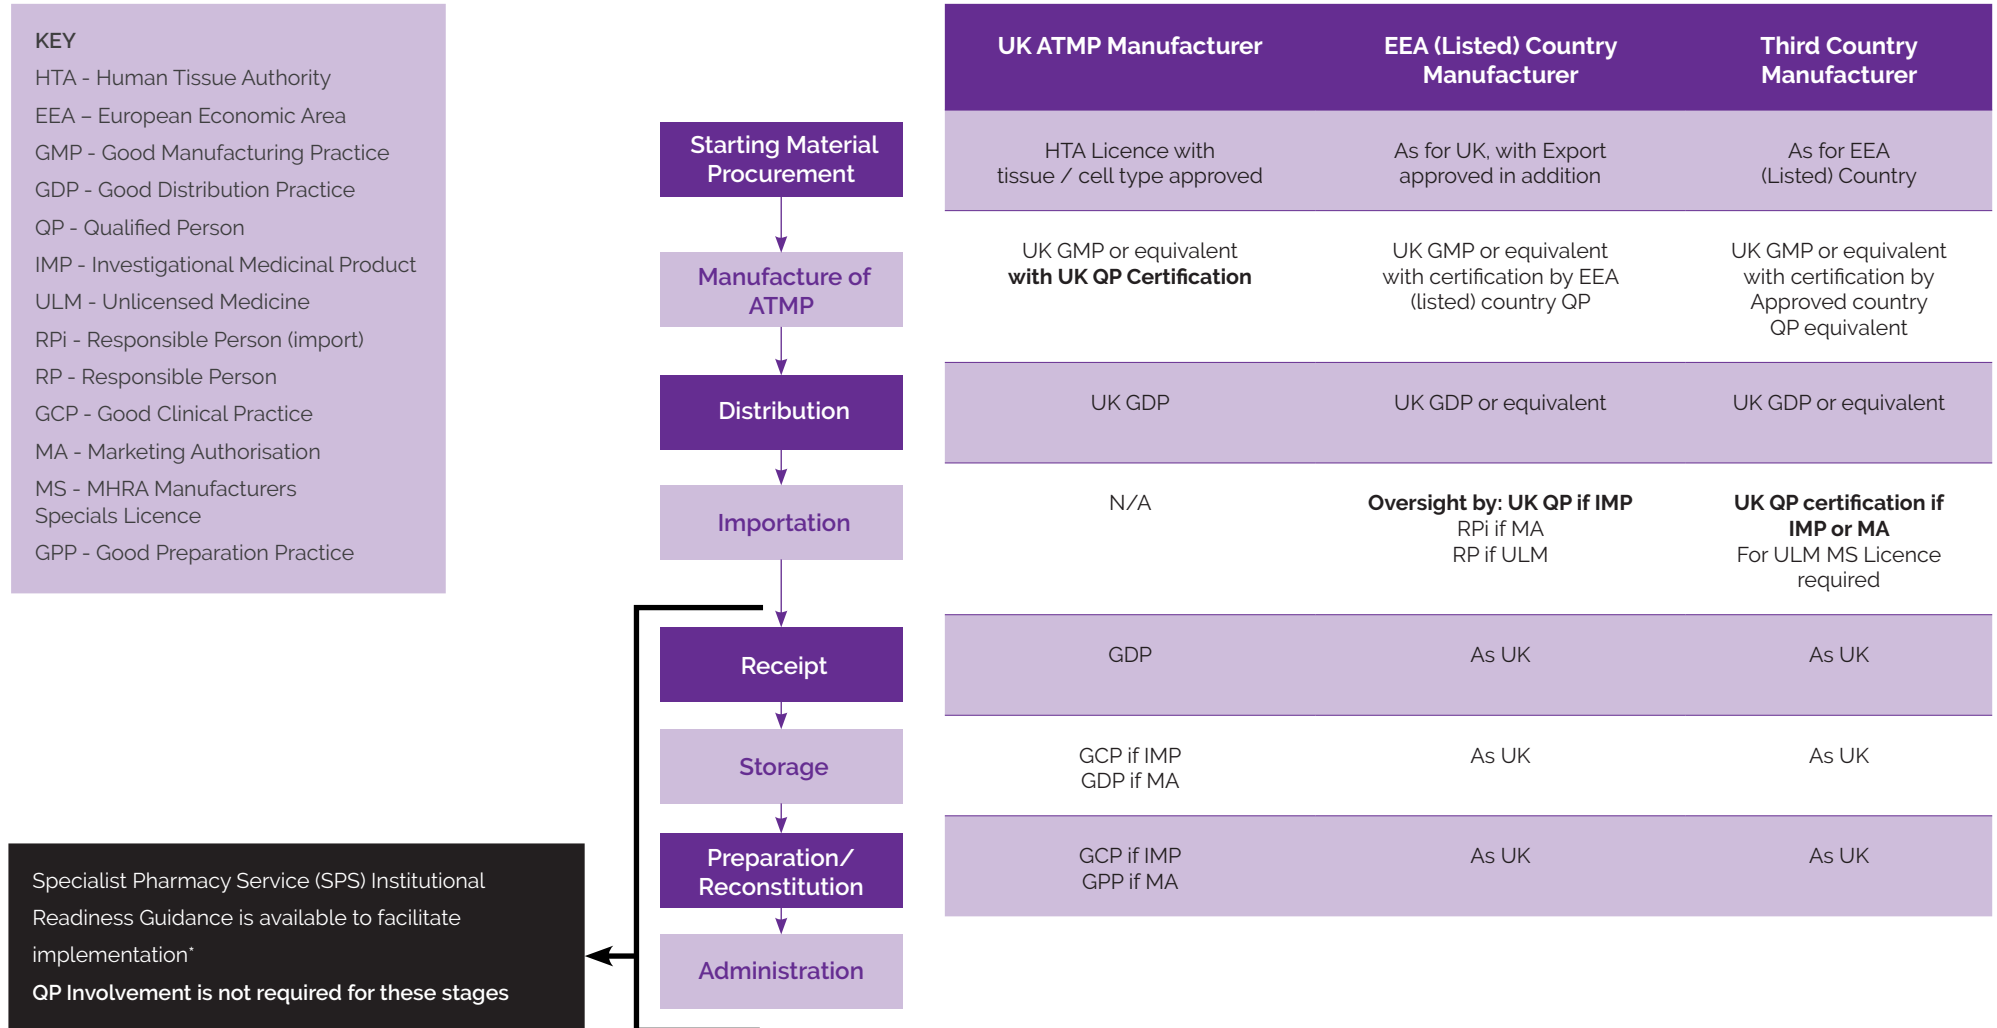 KEY
HTA - Human Tissue Authority
EEA – European Economic Area
GMP - Good Manufacturing Practice
GDP - Good Distribution Practice
QP - Qualified Person
IMP - Investigational Medicinal Product
ULM - Unlicensed Medicine
RPi - Responsible Person (import)
RP - Responsible Person
GCP - Good Clinical Practice
MA - Marketing Authorisation
MS - MHRA Manufacturers
Specials Licence
GPP - Good Preparation Practice
UK ATMP Manufacturer
EEA (Listed) Country
Manufacturer
Third Country
Manufacturer
Starting Material
Procurement
HTA Licence with
tissue / cell type approved
As for UK, with Export
approved in addition
As for EEA
(Listed) Country
Manufacture of
ATMP
UK GMP or equivalent
with UK QP Certification
UK GMP or equivalent
with certification by EEA
(listed) country QP
UK GMP or equivalent
with certification by
Approved country
QP equivalent
Distribution
UK GDP
UK GDP or equivalent
UK GDP or equivalent
Importation
N/A
Oversight by: UK QP if IMP
RPi if MA
RP if ULM
UK QP certification if
IMP or MA
For ULM MS Licence
required
Receipt
GDP
As UK
As UK
Storage
GCP if IMP
GDP if MA
As UK
As UK
Preparation/
Reconstitution
GCP if IMP
GPP if MA
As UK
As UK
Administration
Specialist Pharmacy Service (SPS) Institutional
Readiness Guidance is available to facilitate
implementation*
QP Involvement is not required for these stages